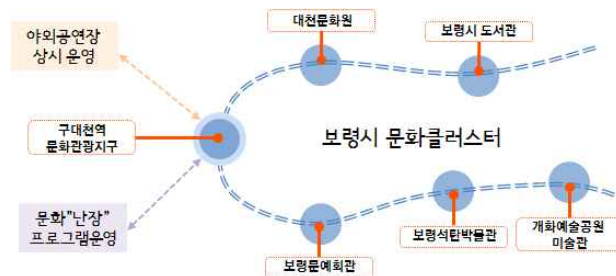 대천문화원
보령시 도서관
야외공연장
상시 운영
구대천역
문화관광지구
보령시 문화클러스터
문화"난장"
프로그램운영
보령문예회관
보령석탄박물관
개화예술공원
미술관